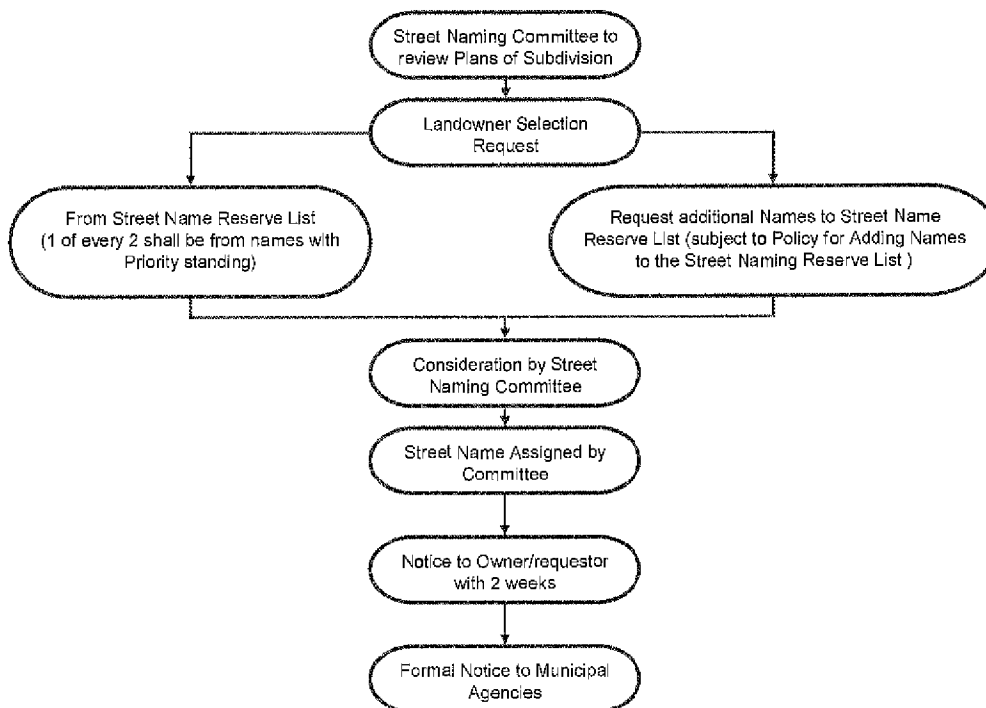 Street Naming Committee to
review Plans of Subdivision
Landowner Selection
Request
From Street Name Reserve List
(1 of every 2 shall be from names with
Priority standing)
Request additional Names to Street Name
Reserve List (subject to Policy for Adding Names
to the Street Naming Reserve List )
Consideration by Street
Naming Committee
Street Name Assigned by
Committee
Notice to Owner/requestor
with 2 weeks
Formal Notice to Municipal
Agencies